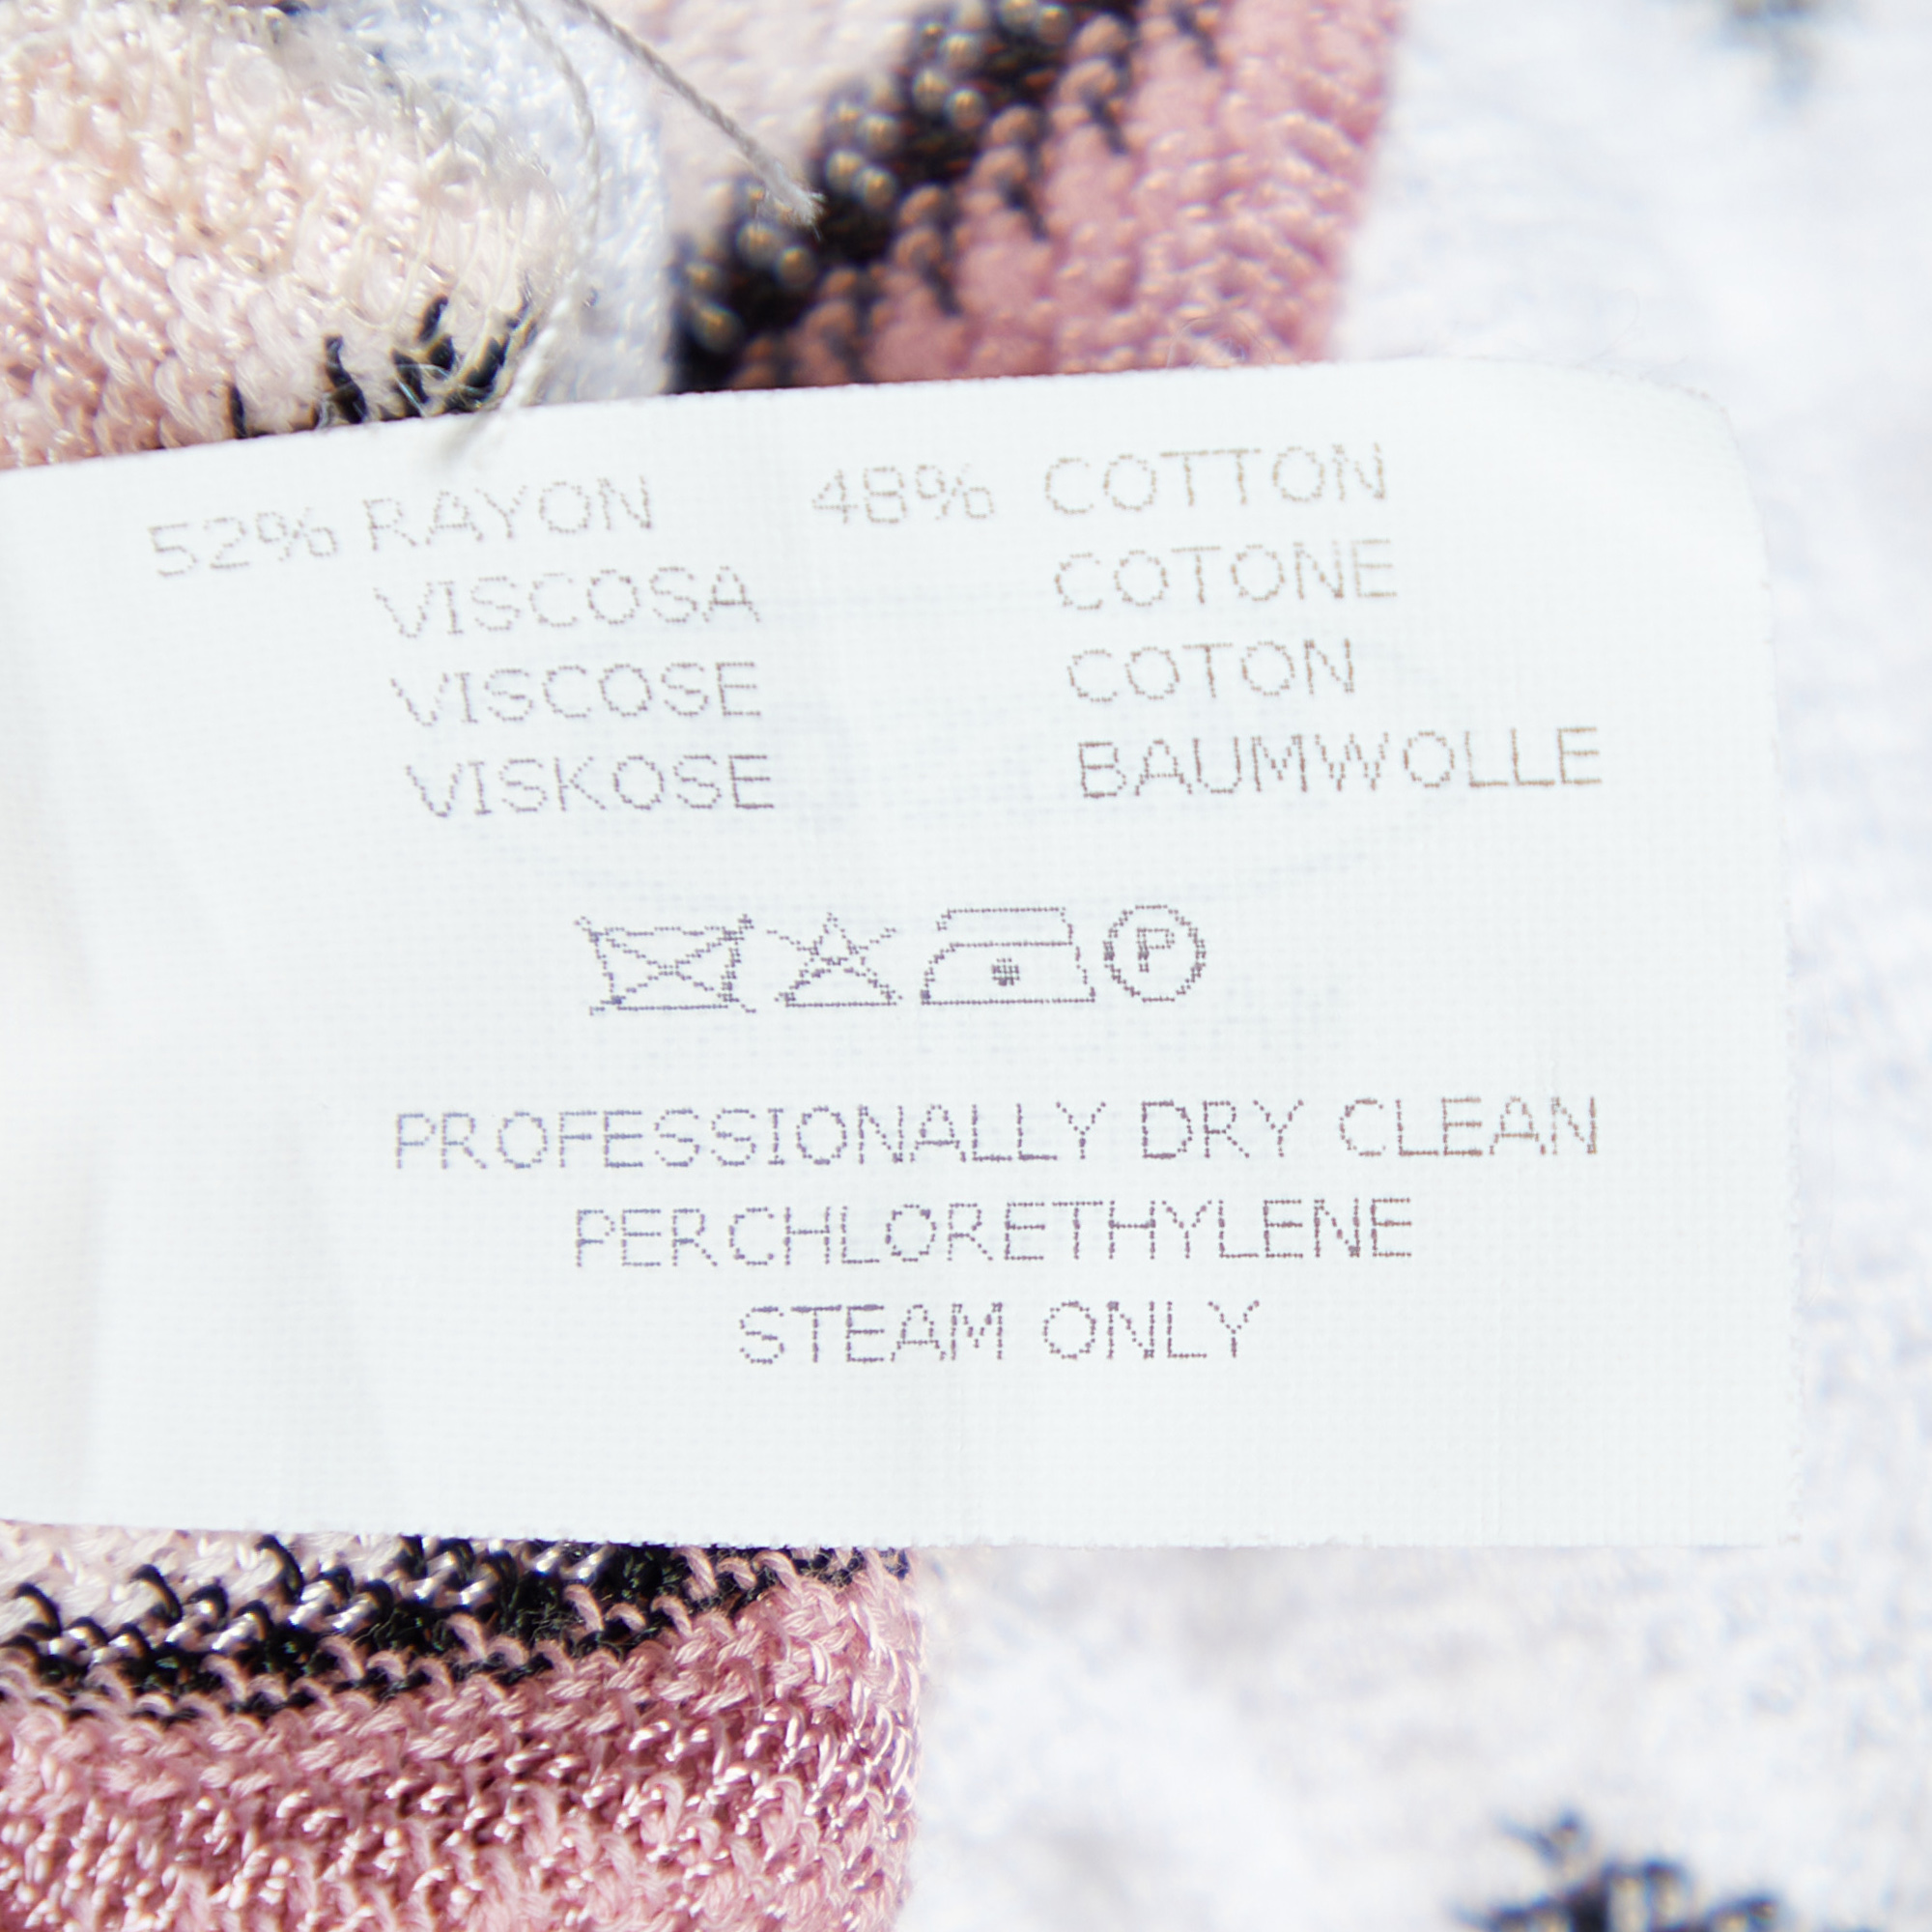 52% RAYON 48% COTTON
VISCOSA COTONE
VISCOSE COTON
VISKOSE BAUMWOLLE
P
PROFESSIONALLY DRY CLEAN
PERCHLORETHYLENE
STEAM ONLY